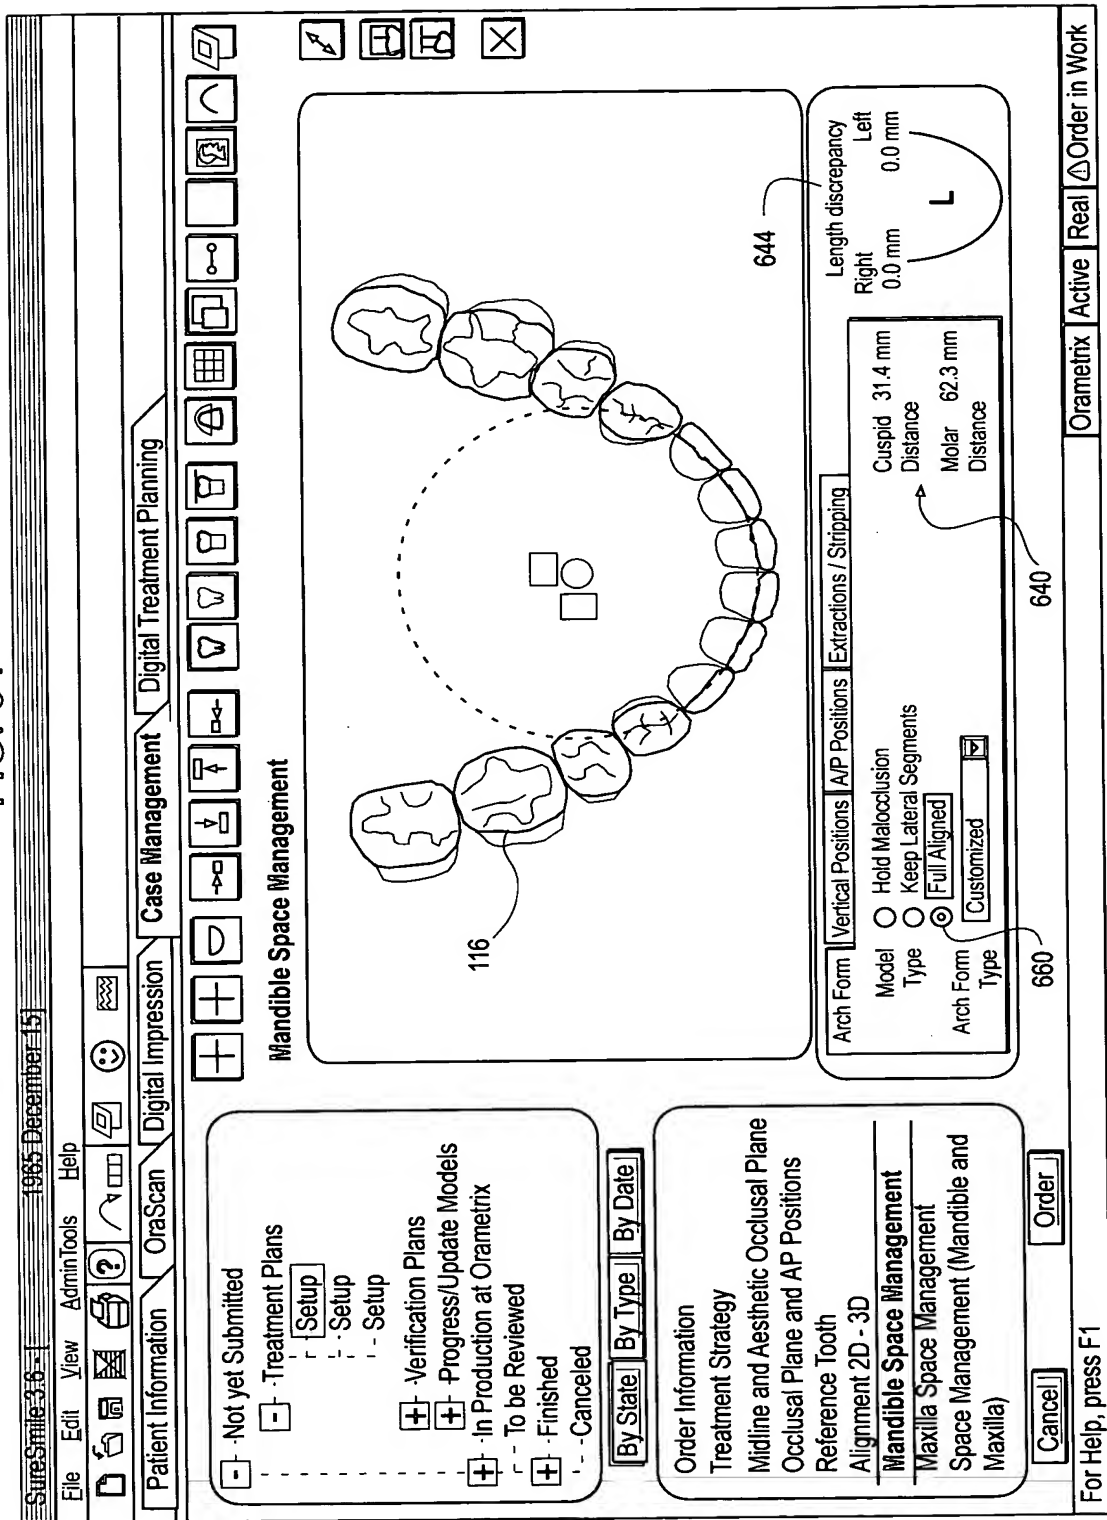 SureSmile 3.6 - [ 1965 December 15]
File Edit View AdminTools Help
?
Patient Information OraScan Digital Impression Case Management Digital Treatment Planning
- Not yet Submitted
- Treatment Plans
Setup
Setup
Setup
+ Verification Plans
+ Progress/Update Models
+ In Production at Orametrix
To be Reviewed
+ Finished
Canceled
By State By Type By Date
Order Information
Treatment Strategy
Midline and Aesthetic Occlusal Plane
Occlusal Plane and AP Positions
Reference Tooth
Alignment 2D - 3D
Mandible Space Management
Maxilla Space Management
Space Management (Mandible and
Maxilla)
Cancel Order
Mandible Space Management
116
644
Arch Form Vertical Positions A/P Positions Extractions / Stripping
Model Type
Hold Malocclusion
Keep Lateral Segments
Full Aligned
Arch Form Type
Customized
Cuspid Distance 31.4 mm
Molar Distance 62.3 mm
Length discrepancy
Right Left
0.0 mm 0.0 mm
L
660
640
For Help, press F1
Orametrix Active Real Order in Work